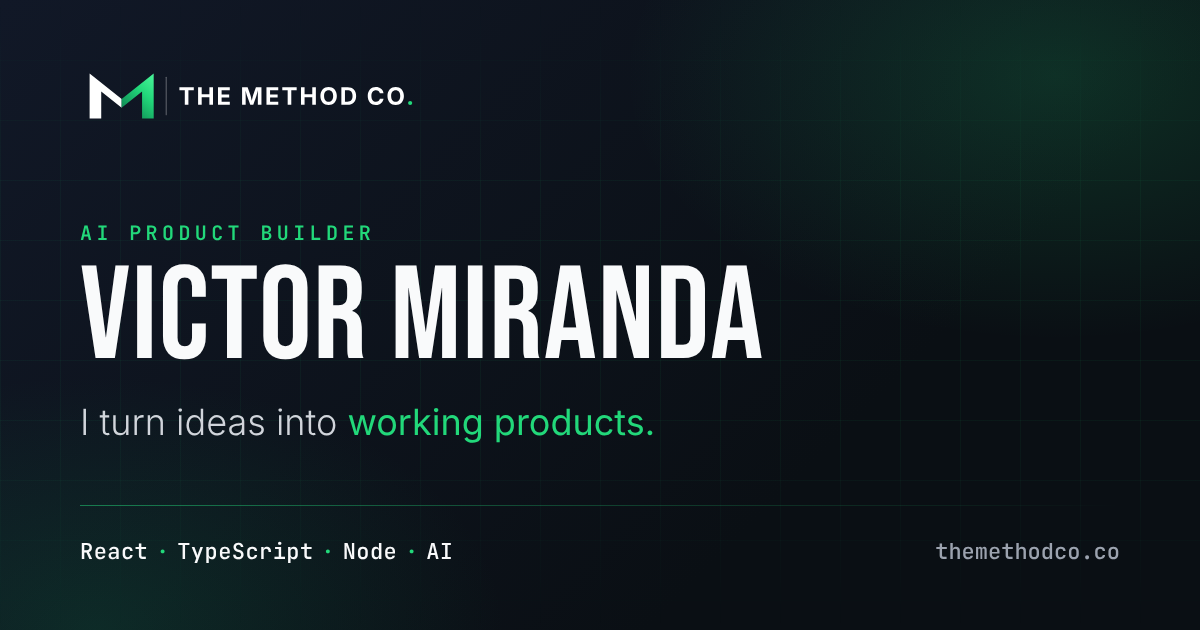 THE METHOD CO.
AI PRODUCT BUILDER
VICTOR MIRANDA
I turn ideas into working products.
React · TypeScript · Node · AI
themethodco.co